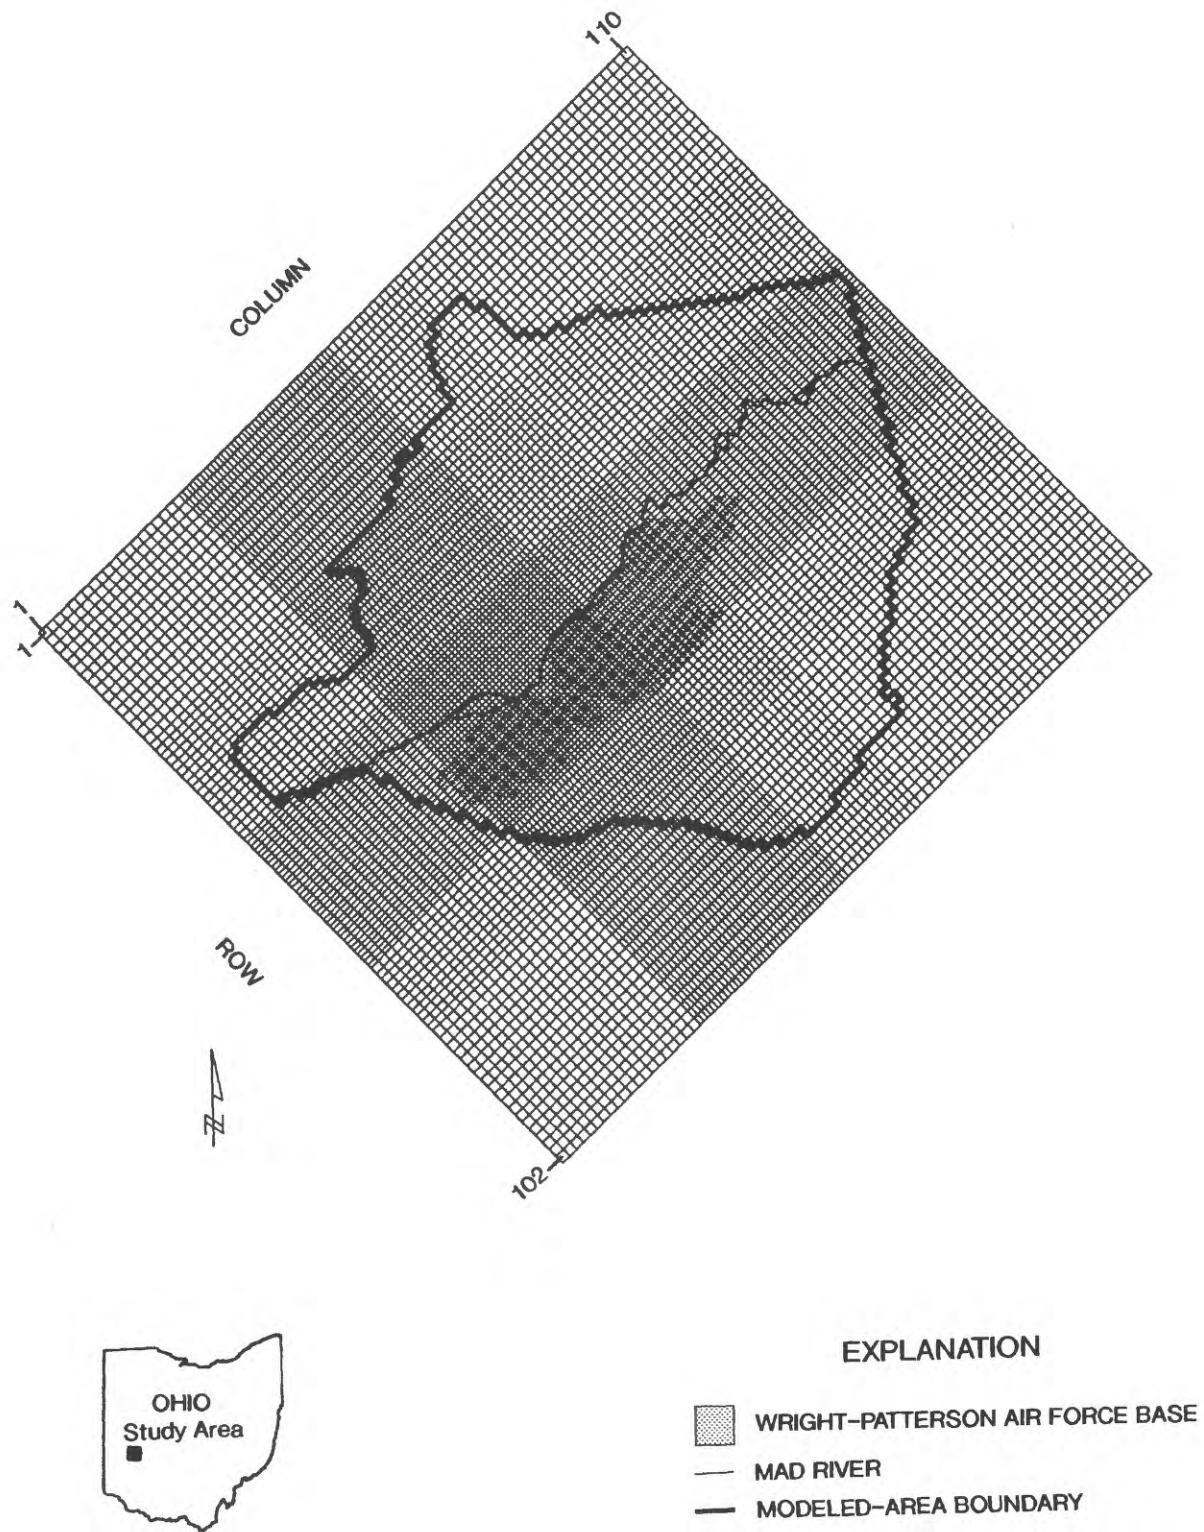 110
COLUMN
1
1
ROW
N
102
OHIO
Study Area
EXPLANATION
WRIGHT-PATTERSON AIR FORCE BASE
MAD RIVER
MODELED-AREA BOUNDARY